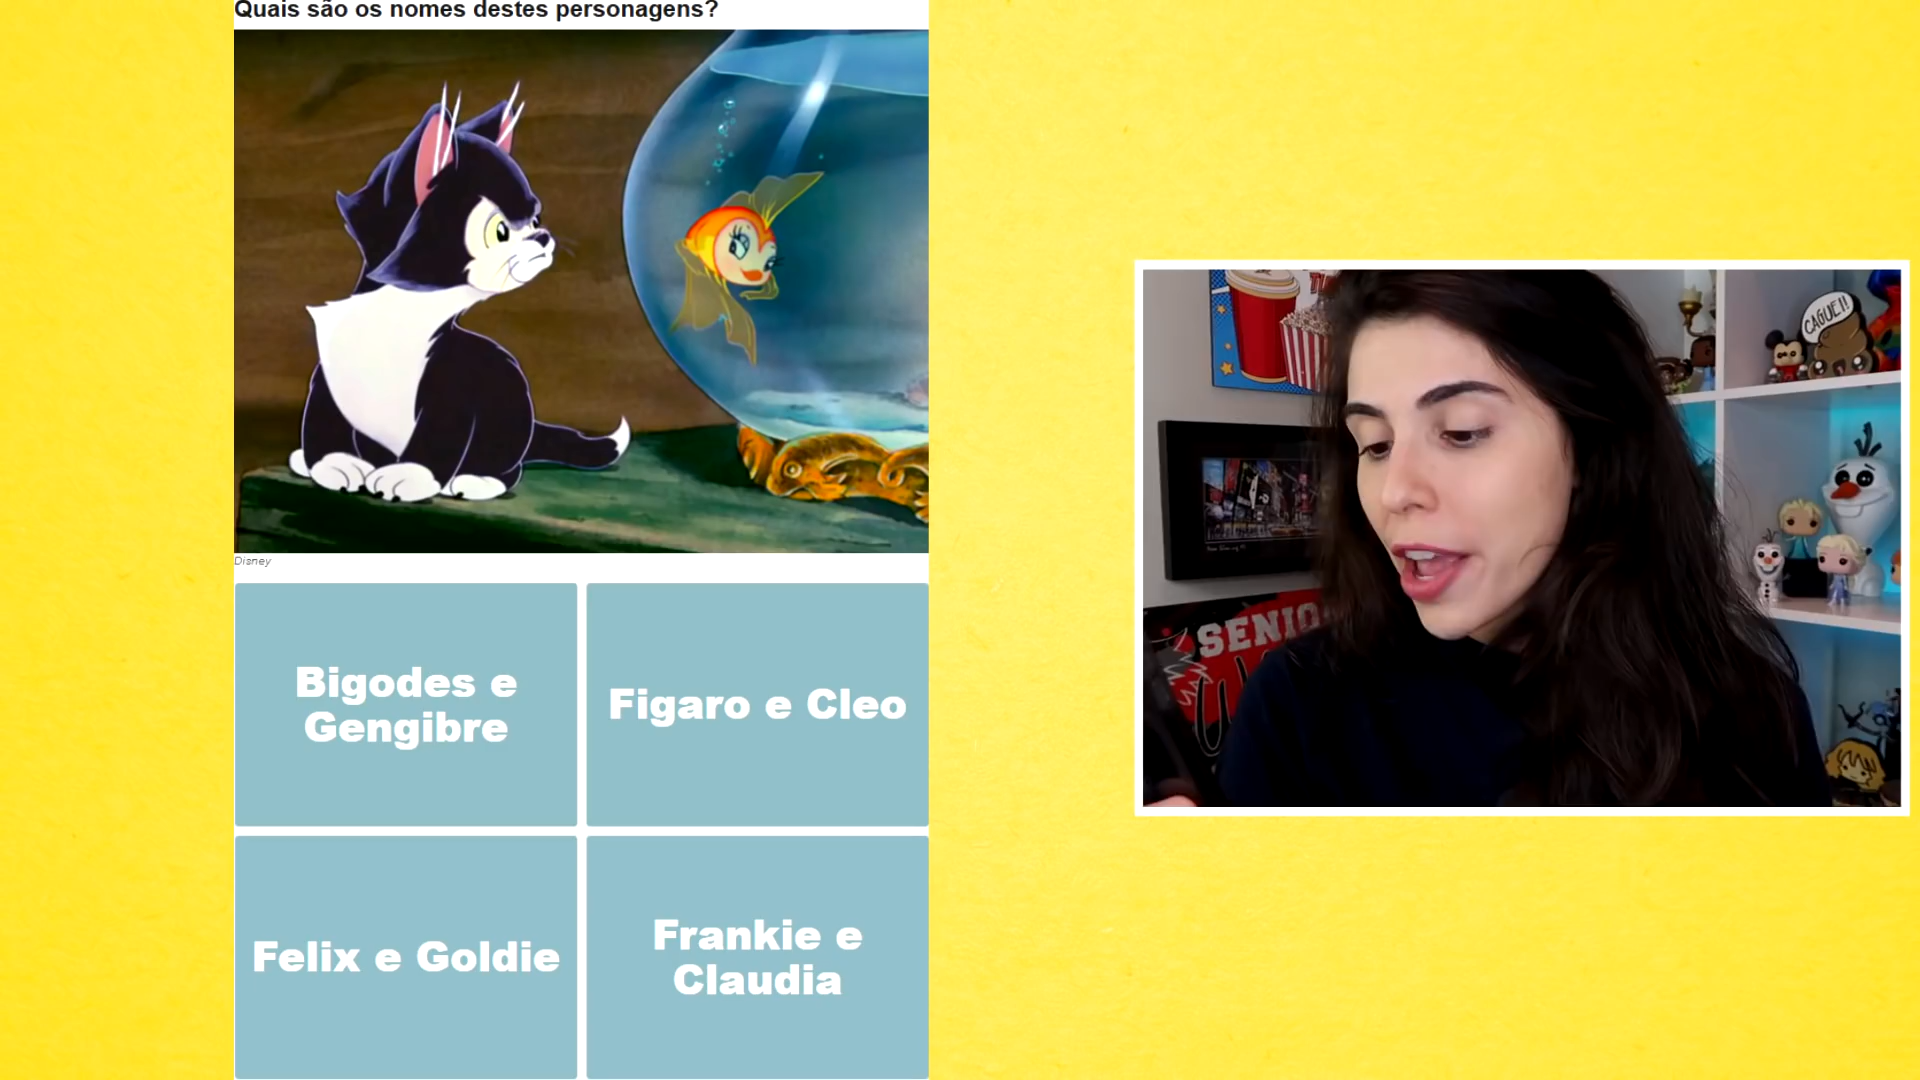 Quais são os nomes destes personagens?
Disney
Bigodes e
Gengibre
Figaro e Cleo
Felix e Goldie
Frankie e
Claudia
CAGUEI!
SENIO